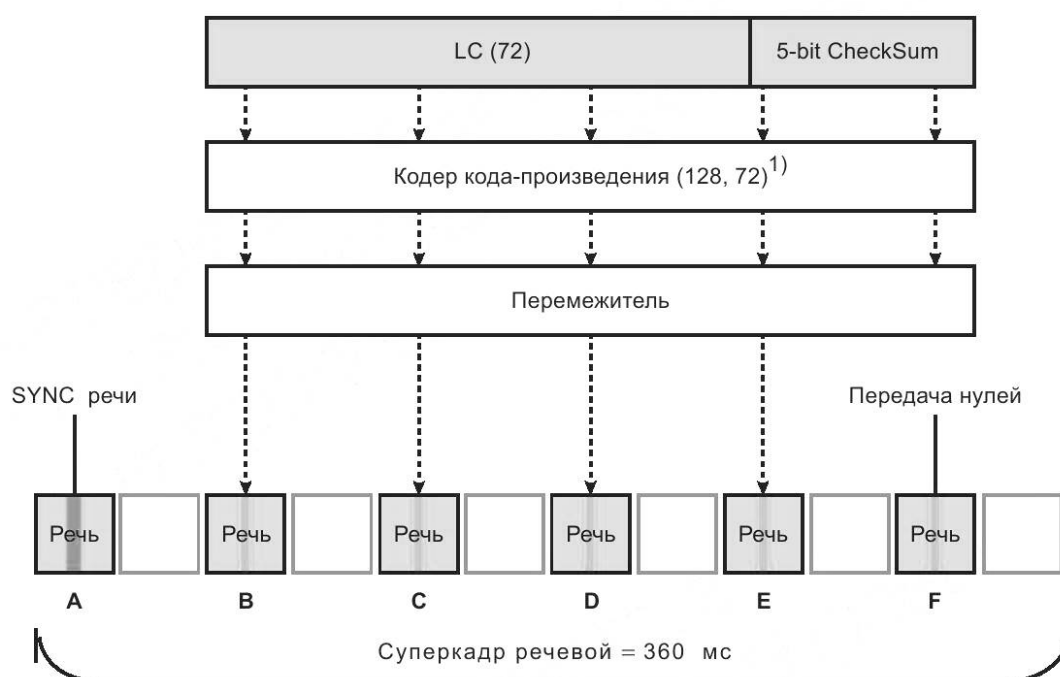 LC (72) 5-bit CheckSum
Кодер кода-произведения (128, 72)1)
Перемежитель
SYNC речи Передача нулей
Речь Речь Речь Речь Речь Речь
A B C D E F
Суперкадр речевой = 360 мс